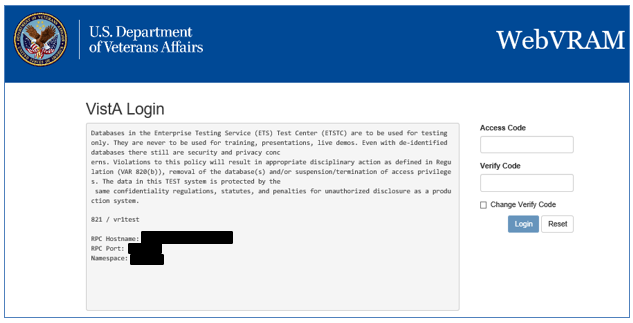 U.S. Department
of Veterans Affairs
WebVRAM
VistA Login
Databases in the Enterprise Testing Service (ETS) Test Center (ETSTC) are to be used for testing
only. They are never to be used for training, presentations, live demos. Even with de-identified
databases there still are security and privacy conc
erns. Violations to this policy will result in appropriate disciplinary action as defined in Regu
lation (VAR 820(b)), removal of the database(s) and/or suspension/termination of access privilege
s. The data in this TEST system is protected by the
same confidentiality regulations, statutes, and penalties for unauthorized disclosure as a produ
ction system.
821 / vr1test
RPC Hostname:
RPC Port:
Namespace:
Access Code
Verify Code
Change Verify Code
Login Reset